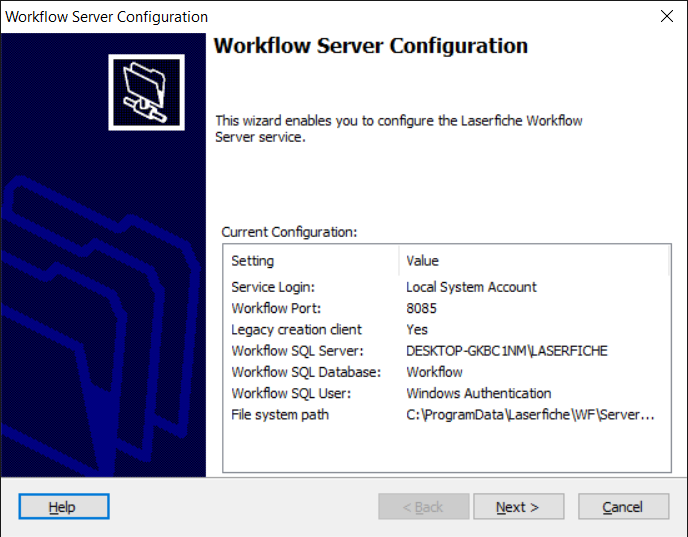 Workflow Server Configuration
Workflow Server Configuration
This wizard enables you to configure the Laserfiche Workflow
Server service.
Current Configuration:
Setting Value
Service Login: Local System Account
Workflow Port: 8085
Legacy creation client Yes
Workflow SQL Server: DESKTOP-GKBC1NM\LASERFICHE
Workflow SQL Database: Workflow
Workflow SQL User: Windows Authentication
File system path C:\ProgramData\Laserfiche\WF\Server...
Help < Back Next > Cancel